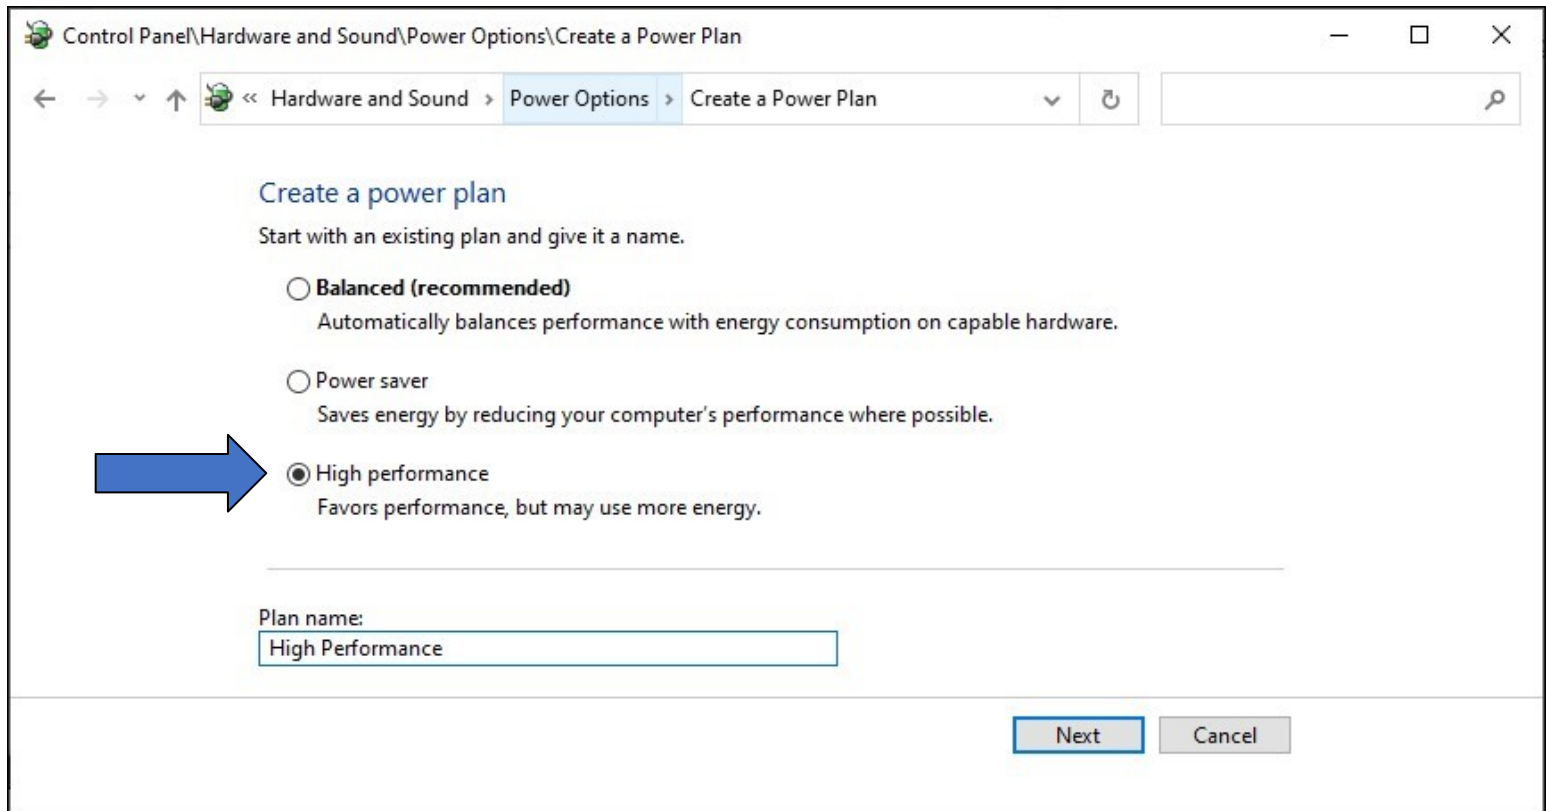 Control Panel\Hardware and Sound\Power Options\Create a Power Plan
« Hardware and Sound > Power Options > Create a Power Plan
Create a power plan
Start with an existing plan and give it a name.
Balanced (recommended)
Automatically balances performance with energy consumption on capable hardware.
Power saver
Saves energy by reducing your computer's performance where possible.
High performance
Favors performance, but may use more energy.
Plan name:
High Performance
Next Cancel